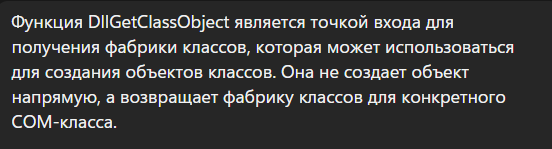 Функция DllGetClassObject является точкой входа для
получения фабрики классов, которая может использоваться
для создания объектов классов. Она не создает объект
напрямую, а возвращает фабрику классов для конкретного
COM-класса.